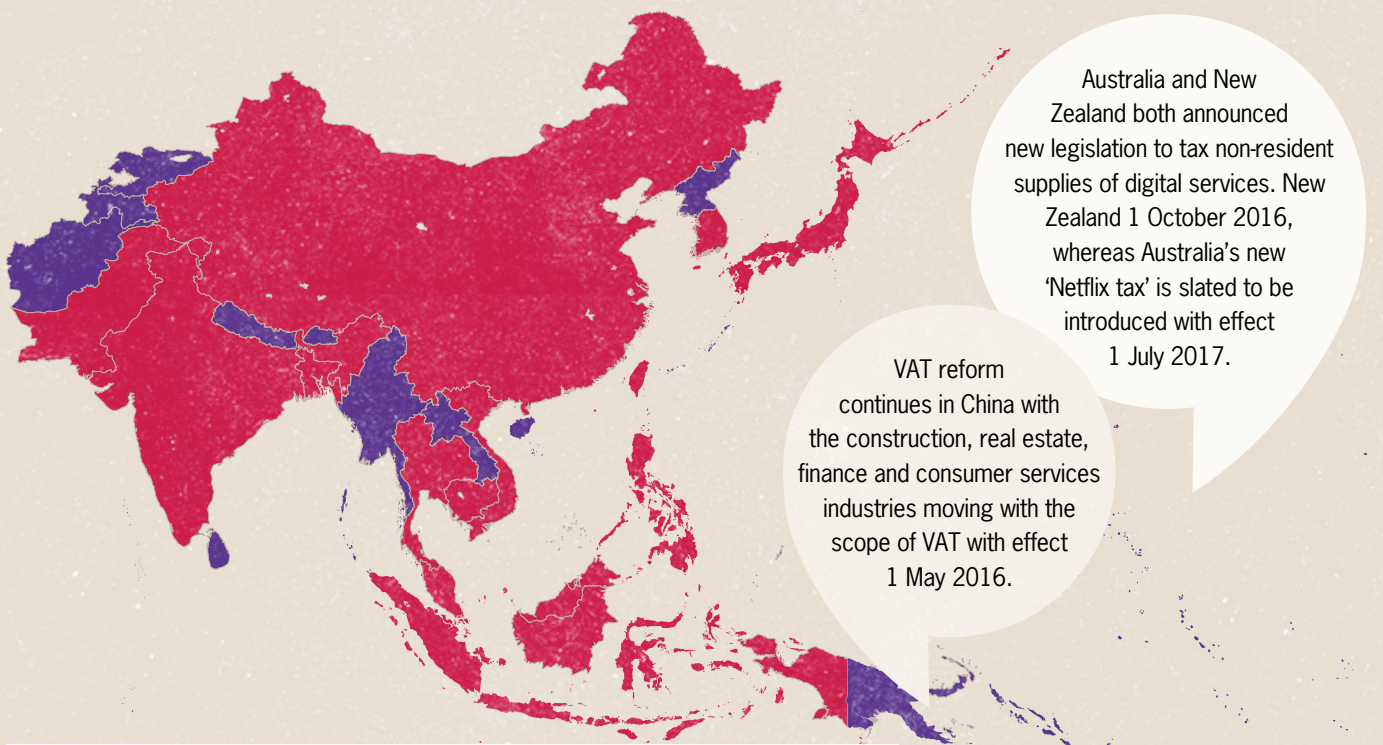 Australia and New
Zealand both announced
new legislation to tax non-resident
supplies of digital services. New
Zealand 1 October 2016,
whereas Australia’s new
‘Netflix tax’ is slated to be
introduced with effect
1 July 2017.
VAT reform
continues in China with
the construction, real estate,
finance and consumer services
industries moving with the
scope of VAT with effect
1 May 2016.